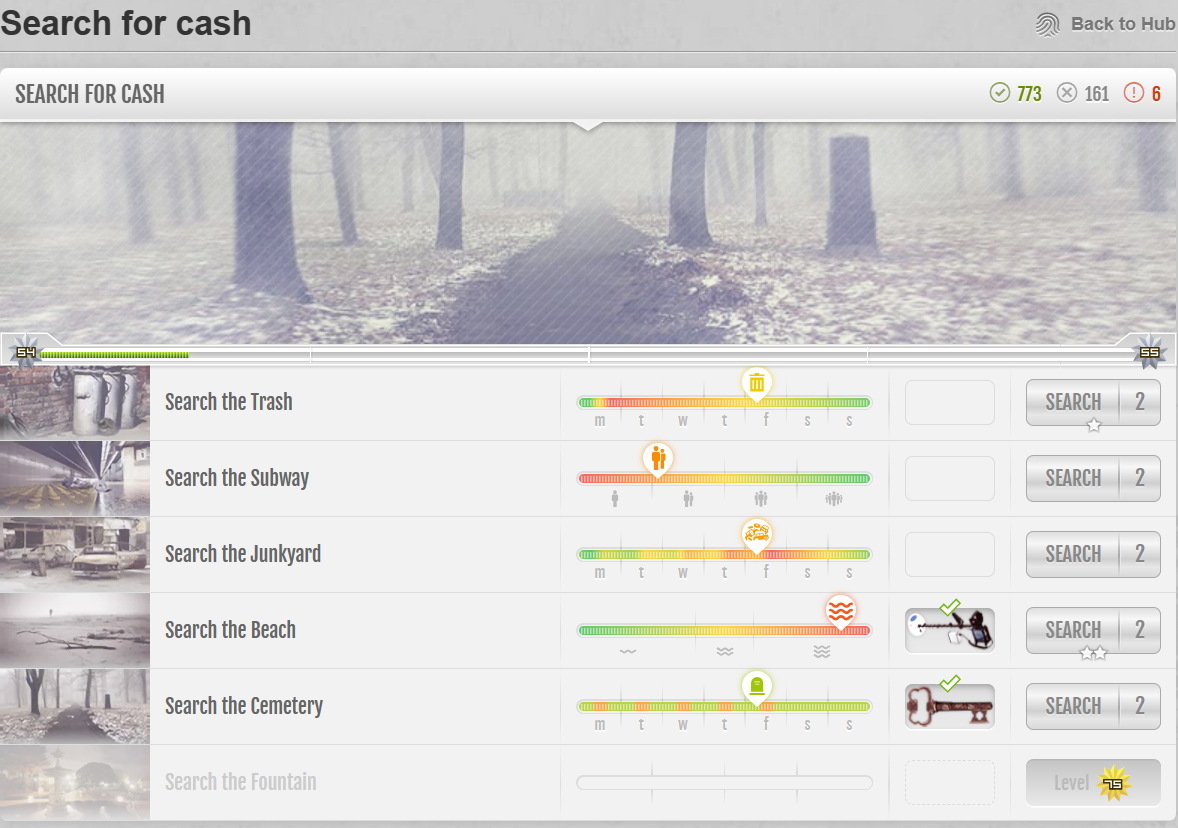 Search for cash
Back to Hub
SEARCH FOR CASH
773 161 6
54 55
Search the Trash
m t w t f s s
SEARCH 2
Search the Subway
SEARCH 2
Search the Junkyard
m t w t f s s
SEARCH 2
Search the Beach
SEARCH 2
Search the Cemetery
m t w t f s s
SEARCH 2
Search the Fountain
Level 75